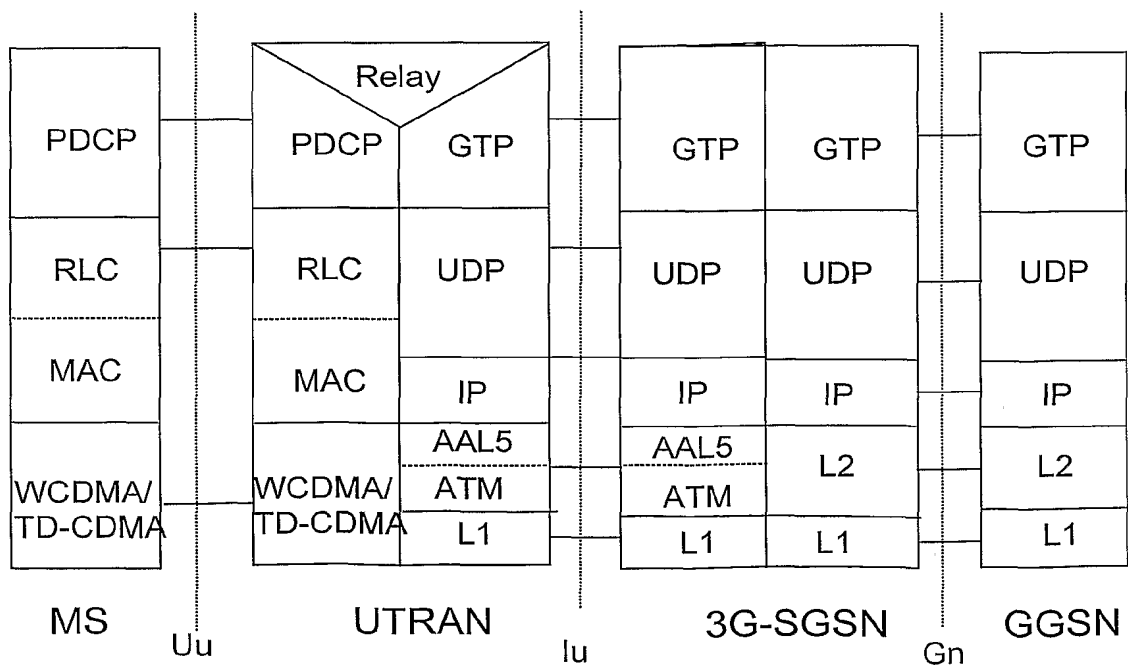 Relay
PDCP
PDCP
GTP
GTP
GTP
GTP
RLC
RLC
UDP
UDP
UDP
UDP
MAC
MAC
IP
IP
IP
IP
AAL5
AAL5
L2
L2
WCDMA/
TD-CDMA
WCDMA/
TD-CDMA
ATM
ATM
L1
L1
L1
L1
MS
UTRAN
3G-SGSN
GGSN
Uu
Iu
Gn